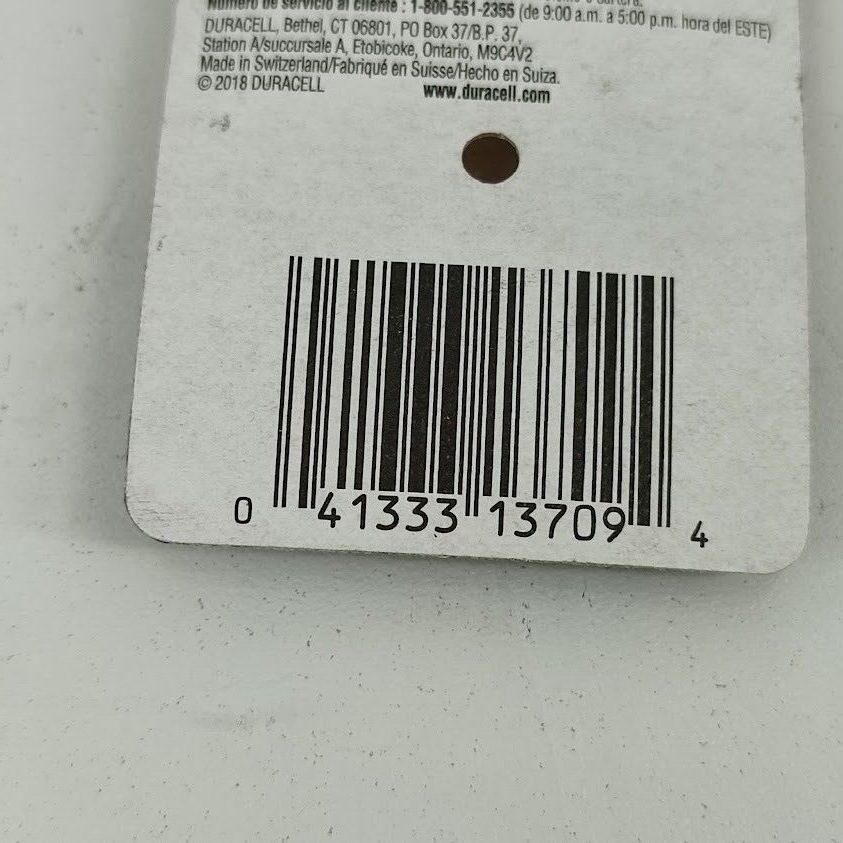 Número de servicio al cliente : 1-800-551-2355 (de 9:00 a.m. a 5:00 p.m. hora del ESTE)
DURACELL, Bethel, CT 06801, PO Box 37/B.P. 37,
Station A/succursale A, Etobicoke, Ontario, M9C4V2
Made in Switzerland/Fabriqué en Suisse/Hecho en Suiza.
© 2018 DURACELL www.duracell.com
0 41333 13709 4